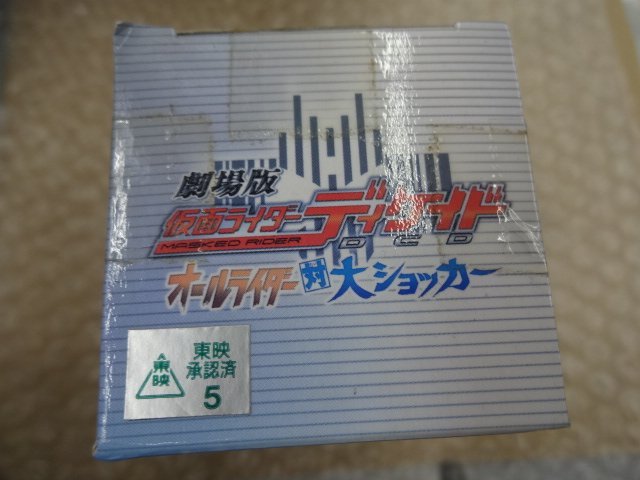 劇場版
仮面ライダーディケイド
MASKED RIDER DCD
オールライダー対大ショッカー
東映
東映
承認済
5